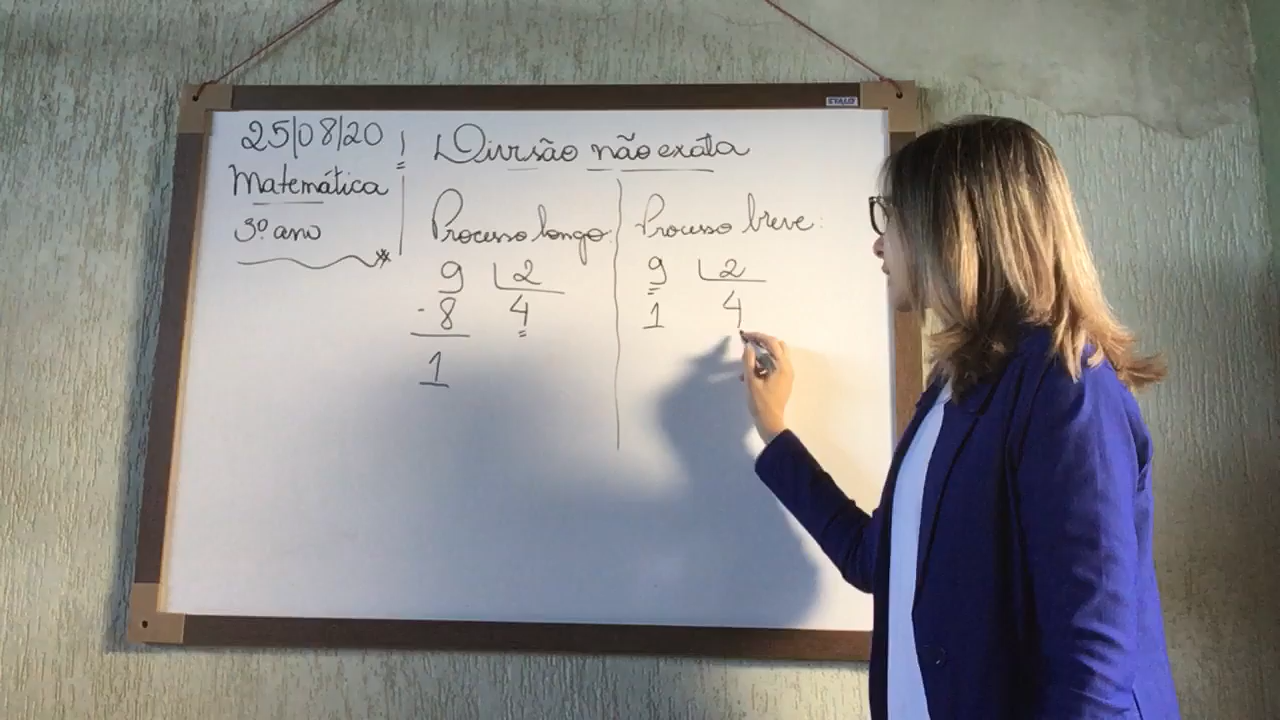 25/08/20
Matemática
3º ano
Divisão não exata
Processo longo:
9 2
-8 4
1
Processo breve:
9 2
1 4
STALO